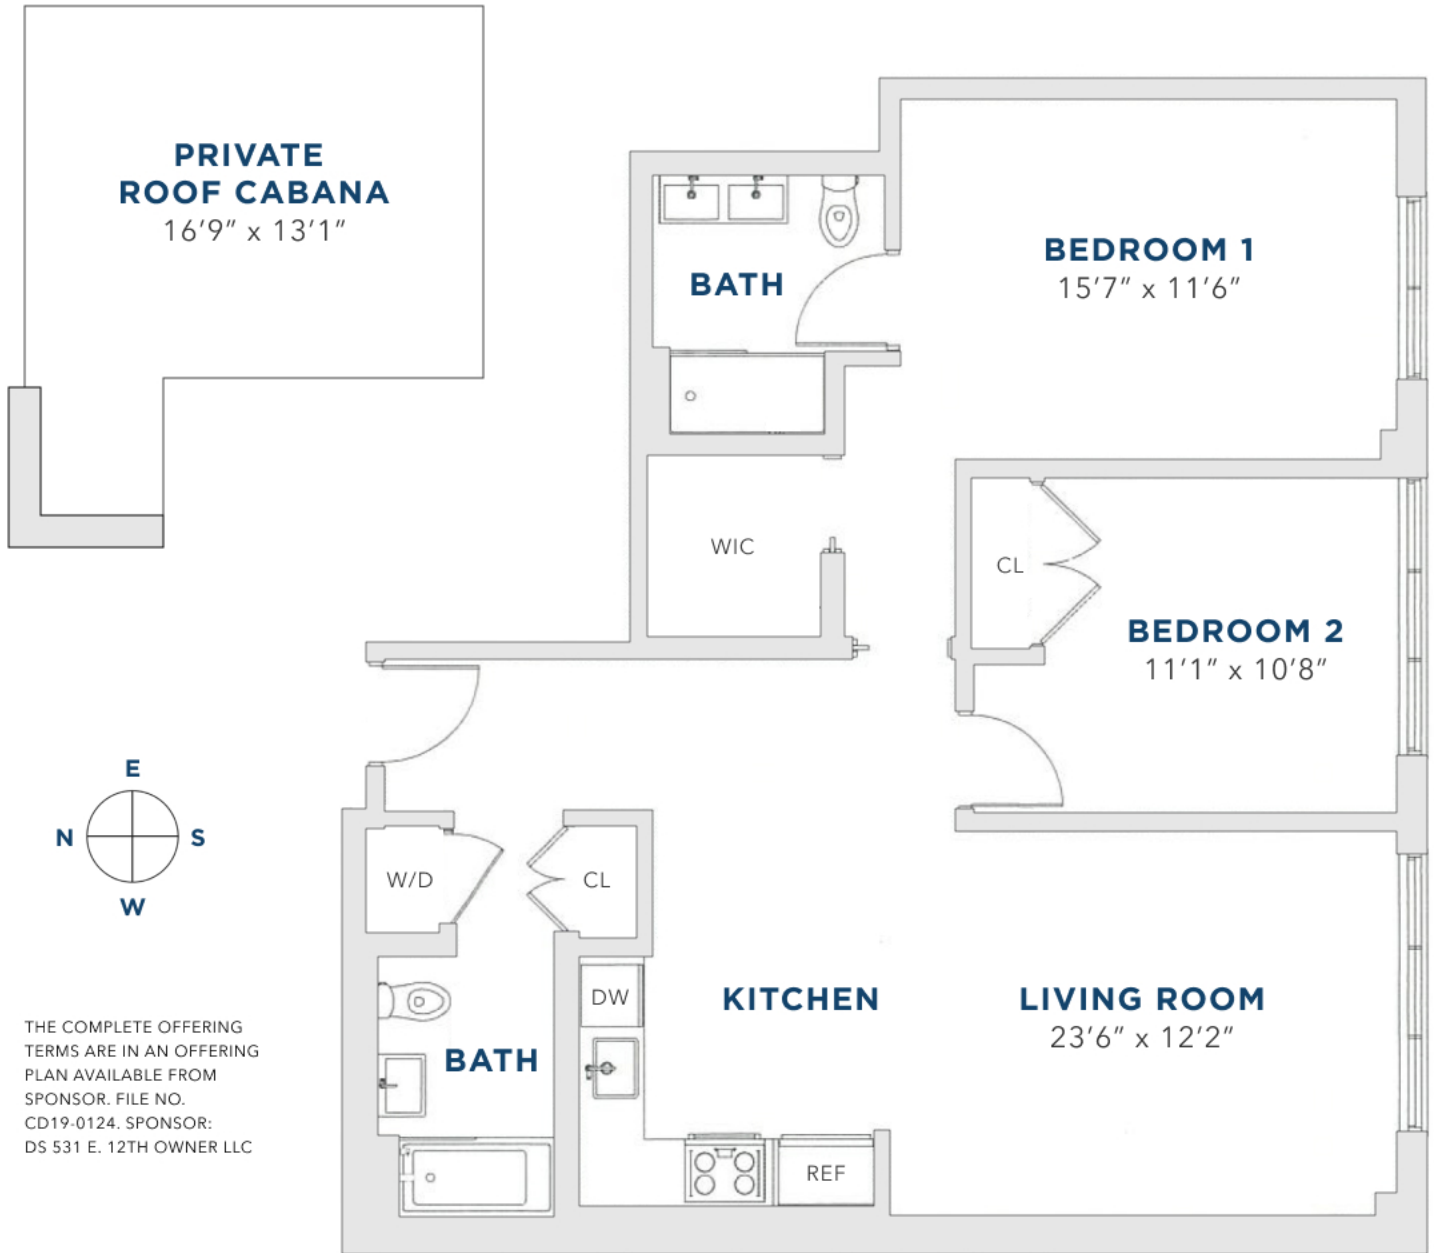 PRIVATE
ROOF CABANA
16’9” x 13’1”
BEDROOM 1
15’7” x 11’6”
BATH
WIC
CL
BEDROOM 2
11’1” x 10’8”
E
N S
W
W/D
CL
DW
KITCHEN
LIVING ROOM
23’6” x 12’2”
BATH
REF
THE COMPLETE OFFERING
TERMS ARE IN AN OFFERING
PLAN AVAILABLE FROM
SPONSOR. FILE NO.
CD19-0124. SPONSOR:
DS 531 E. 12TH OWNER LLC